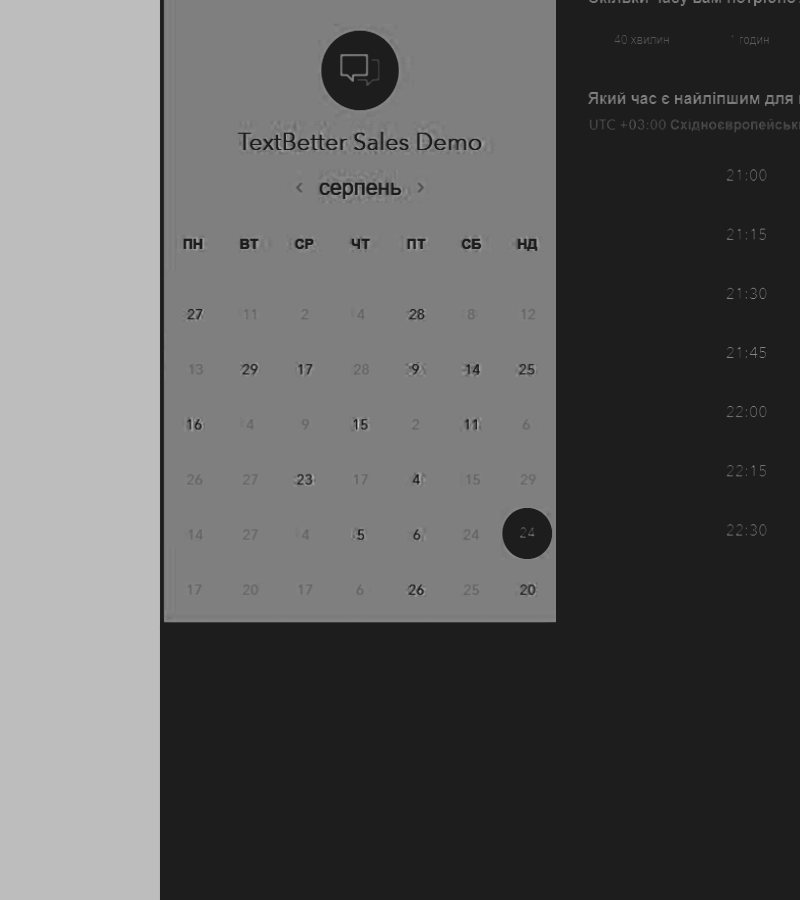 TextBetter Sales Demo
‹ серпень ›
ПН ВТ СР ЧТ ПТ СБ НД
27 11 2 4 28 8 12
13 29 17 28 9 14 25
16 4 9 15 2 11 6
26 27 23 17 4 15 29
14 27 4 5 6 24 24
17 20 17 6 26 25 20
Скільки часу вам
40 хвилин 1 годин
Який час є найліпшим для
UTC +03:00
21:00
21:15
21:30
21:45
22:00
22:15
22:30